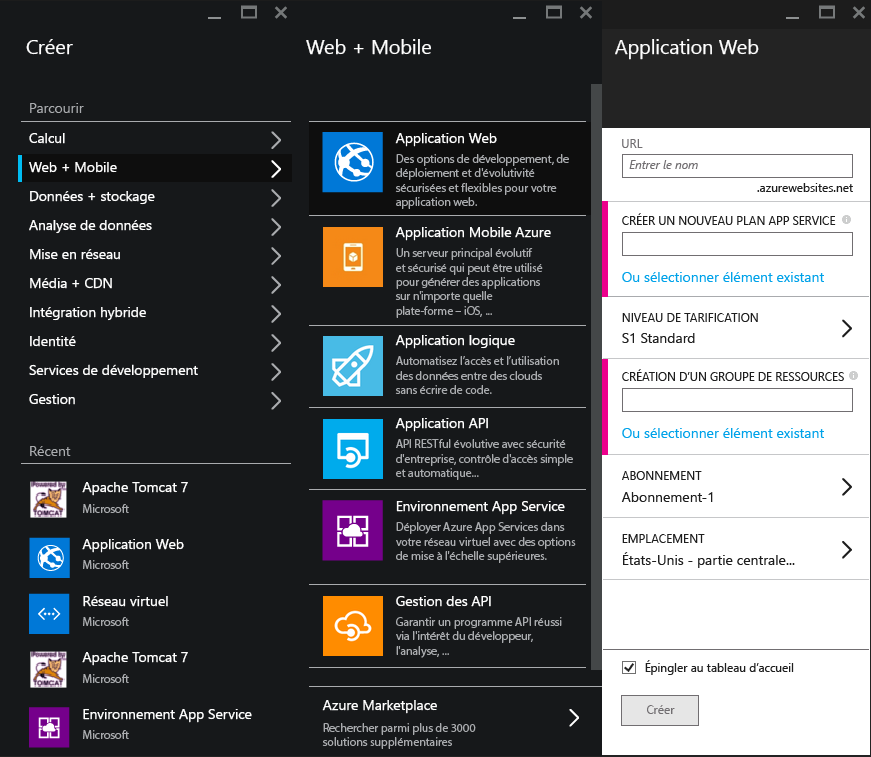 Créer
Parcourir
Calcul
Web + Mobile
Données + stockage
Analyse de données
Mise en réseau
Média + CDN
Intégration hybride
Identité
Services de développement
Gestion
Récent
Powered by
TOMCAT
Apache Tomcat 7
Microsoft
Application Web
Microsoft
Réseau virtuel
Microsoft
Powered by
TOMCAT
Apache Tomcat 7
Microsoft
Environnement App Service
Microsoft
Web + Mobile
Application Web
Des options de développement, de
déploiement et d'évolutivité
sécurisées et flexibles pour votre
application web.
Application Mobile Azure
Un serveur principal évolutif
et sécurisé qui peut être utilisé
pour générer des applications
sur n'importe quelle
plate-forme – iOS, ...
Application logique
Automatisez l'accès et l'utilisation
des données entre des clouds
sans écrire de code.
Application API
API RESTful évolutive avec sécurité
d'entreprise, contrôle d'accès simple
et automatique...
Environnement App Service
Déployer Azure App Services dans
votre réseau virtuel avec des options
de mise à l'échelle supérieures.
Gestion des API
Garantir un programme API réussi
via l'intérêt du développeur,
l'analyse, ...
Azure Marketplace
Rechercher parmi plus de 3000
solutions supplémentaires
Application Web
URL
Entrer le nom
.azurewebsites.net
CRÉER UN NOUVEAU PLAN APP SERVICE
Ou sélectionner élément existant
NIVEAU DE TARIFICATION
S1 Standard
CRÉATION D'UN GROUPE DE RESSOURCES
Ou sélectionner élément existant
ABONNEMENT
Abonnement-1
EMPLACEMENT
États-Unis - partie centrale...
Épingler au tableau d'accueil
Créer